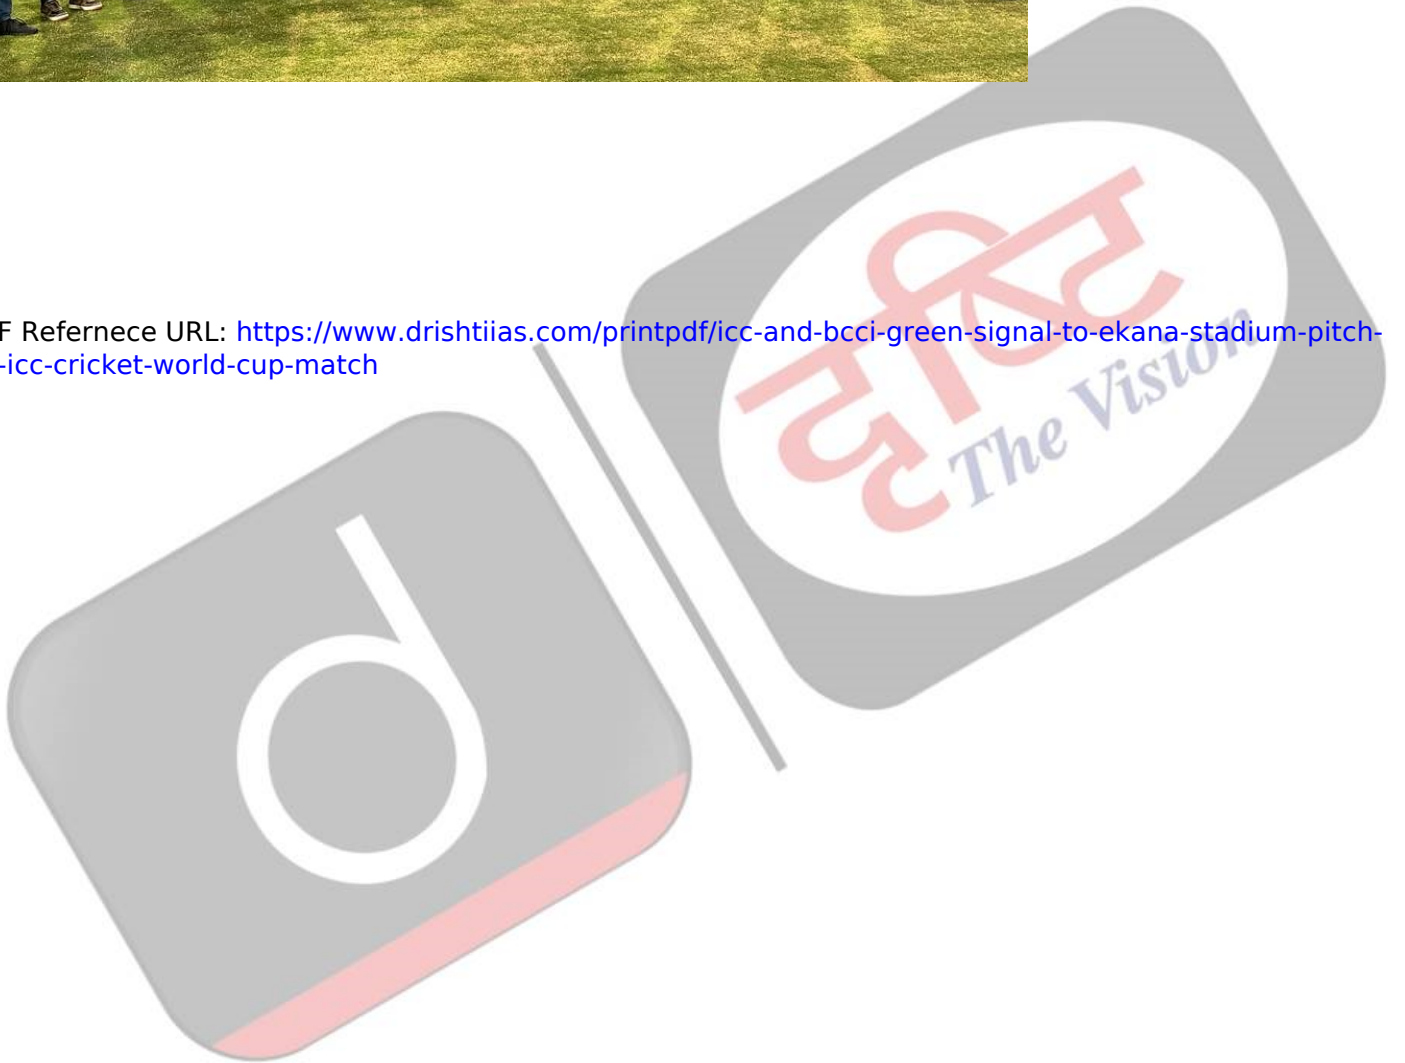 F Refernece URL: https://www.drishtiias.com/printpdf/icc-and-bcci-green-signal-to-ekana-stadium-pitch-
-icc-cricket-world-cup-match
दृष्टि
The Vision
d